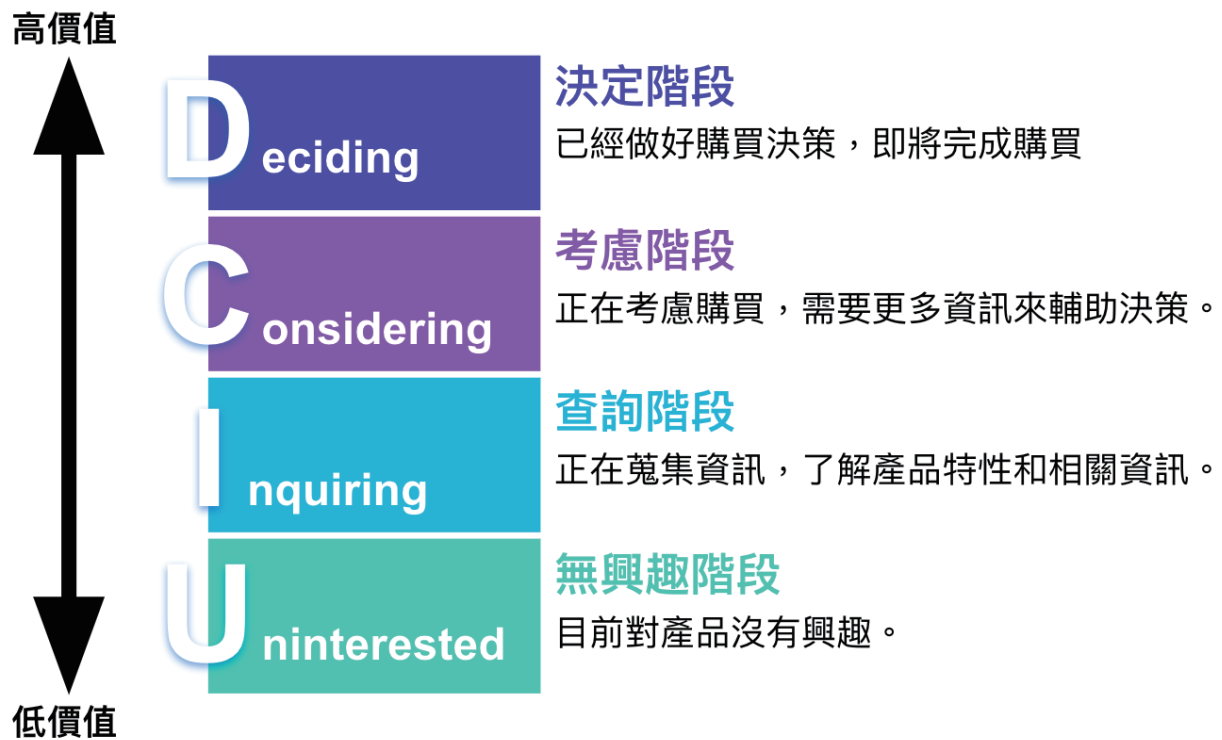 高價值
Deciding
決定階段
已經做好購買決策，即將完成購買
Considering
考慮階段
正在考慮購買，需要更多資訊來輔助決策。
Inquiring
查詢階段
正在蒐集資訊，了解產品特性和相關資訊。
Uninterested
無興趣階段
目前對產品沒有興趣。
低價值